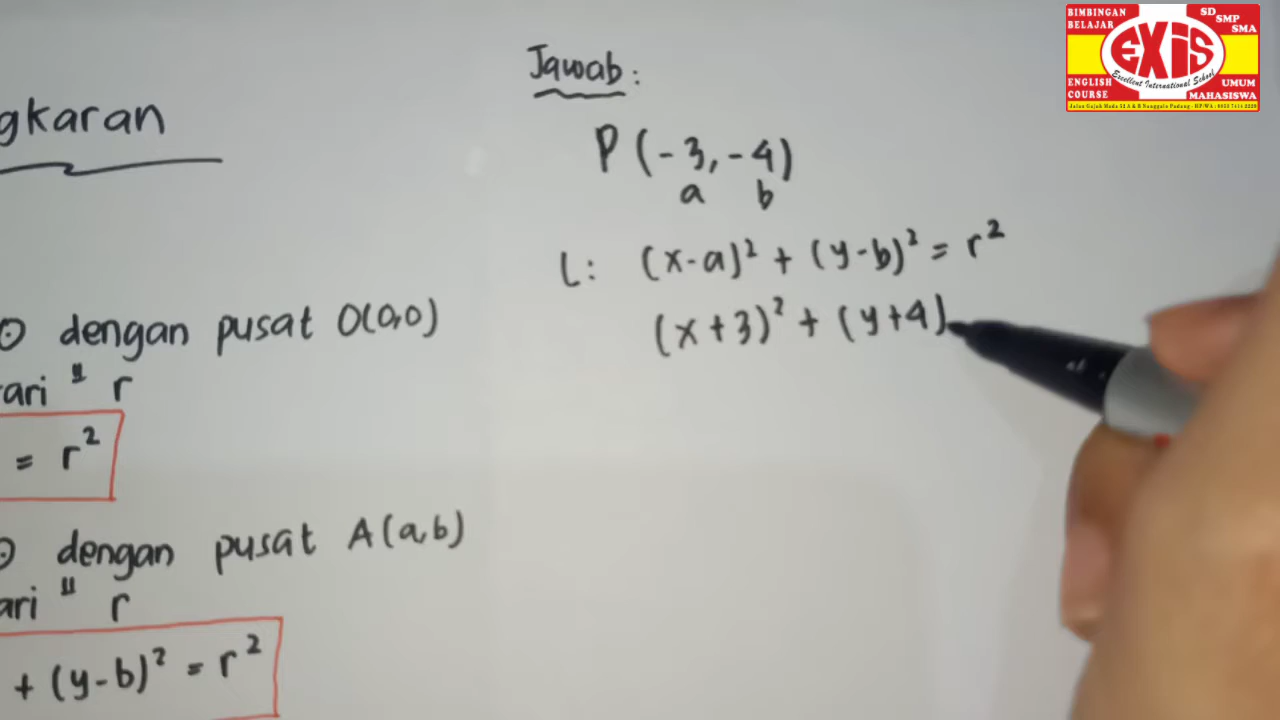 gkaran
dengan pusat O(0,0)
ari " r
= r²
dengan pusat A(a,b)
ari " r
+ (y-b)² = r²
Jawab:
P (-3, -4)
a b
L: (x-a)² + (y-b)² = r²
(x+3)² + (y+4)
BIMBINGAN BELAJAR
SD SMP SMA
EXIS
Excellent International School
ENGLISH COURSE
UMUM MAHASISWA